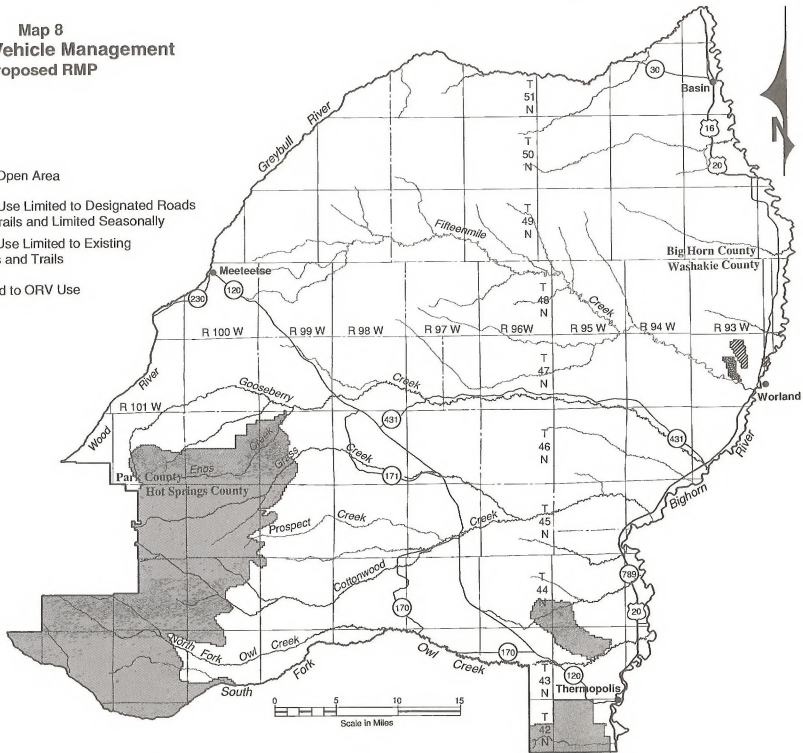 Map 8
Vehicle Management
roposed RMP
Open Area
Use Limited to Designated Roads
rails and Limited Seasonally
Use Limited to Existing
s and Trails
d to ORV Use
N
30
Basin
16
20
T
51
N
T
50
N
T
49
N
T
48
N
T
47
N
T
46
N
T
45
N
T
44
N
T
43
N
T
42
N
Greybull River
Fifteenmile Creek
Big Horn County
Washakie County
Meeteetse
230
120
R 100 W
R 99 W
R 98 W
R 97 W
R 96W
R 95 W
R 94 W
R 93 W
R 101 W
Wood River
Gooseberry Creek
431
431
Worland
Bighorn River
Enos Creek
Grass Creek
171
Park County
Hot Springs County
Prospect Creek
Cottonwood Creek
789
20
170
170
North Fork Owl Creek
South Fork Owl Creek
120
Thermopolis
0 5 10 15
Scale in Miles